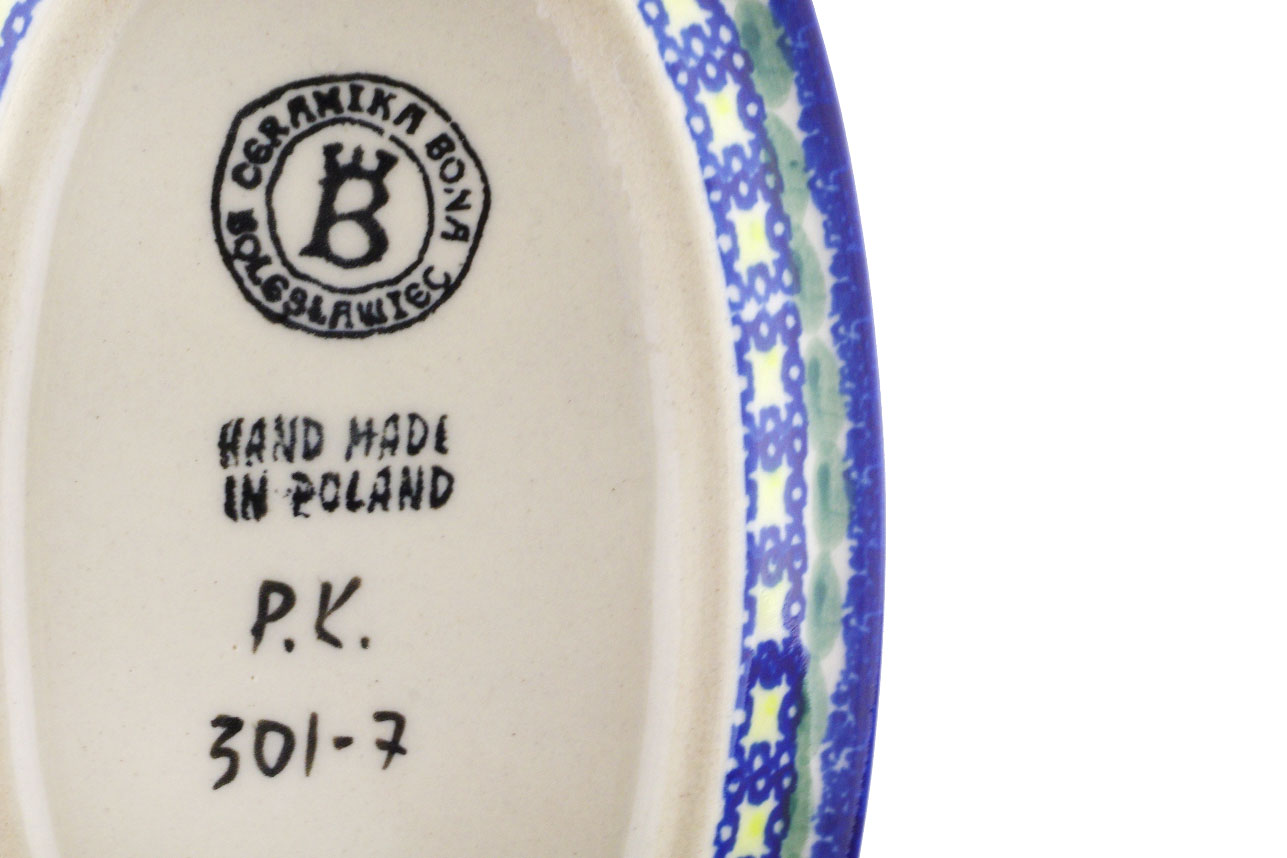 CERAMIKA BONA
BOLESŁAWIEC
B
HAND MADE
IN POLAND
P.K.
301-7